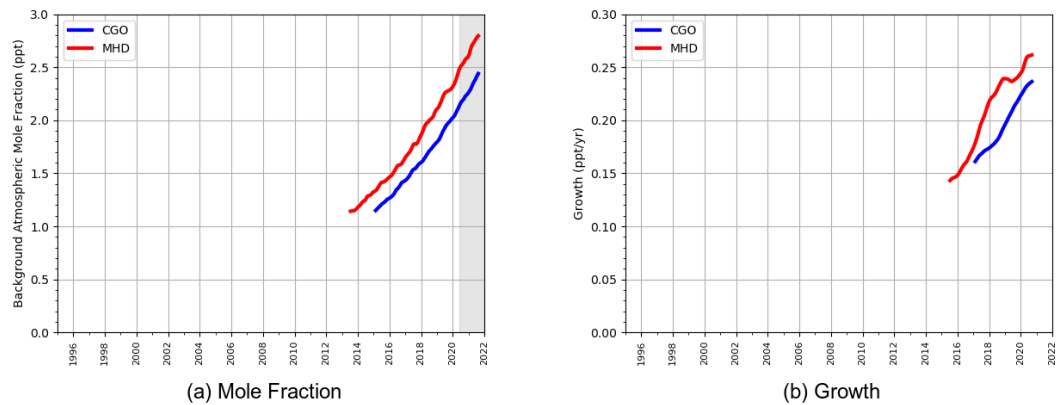 3.0
2.5
2.0
1.5
1.0
0.5
0.0
Background Atmospheric Mole Fraction (ppt)
CGO
MHD
1996 1998 2000 2002 2004 2006 2008 2010 2012 2014 2016 2018 2020 2022
(a) Mole Fraction
0.30
0.25
0.20
0.15
0.10
0.05
0.00
Growth (ppt/yr)
CGO
MHD
1996 1998 2000 2002 2004 2006 2008 2010 2012 2014 2016 2018 2020 2022
(b) Growth